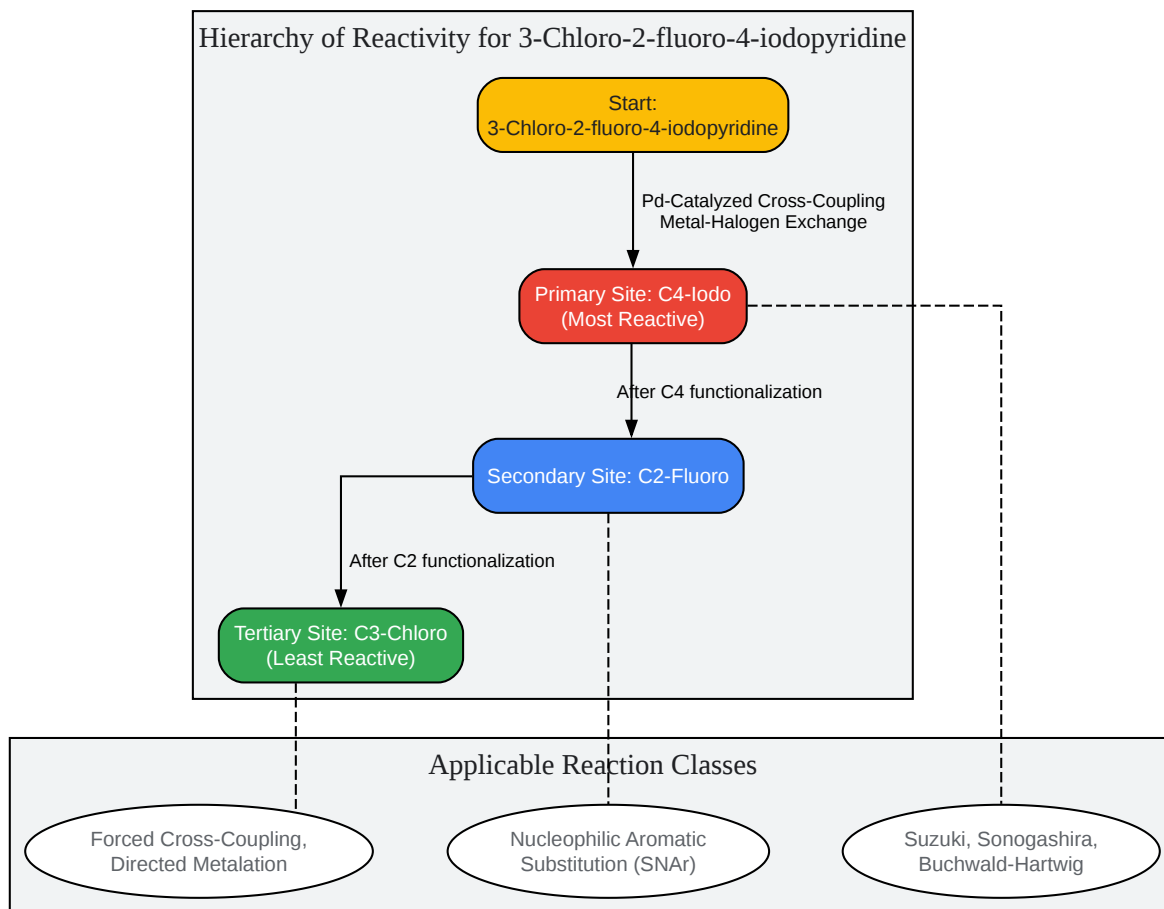 Hierarchy of Reactivity for 3-Chloro-2-fluoro-4-iodopyridine
Start:
3-Chloro-2-fluoro-4-iodopyridine
Pd-Catalyzed Cross-Coupling
Metal-Halogen Exchange
Primary Site: C4-Iodo
(Most Reactive)
After C4 functionalization
Secondary Site: C2-Fluoro
After C2 functionalization
Tertiary Site: C3-Chloro
(Least Reactive)
Applicable Reaction Classes
Forced Cross-Coupling,
Directed Metalation
Nucleophilic Aromatic
Substitution (SNAr)
Suzuki, Sonogashira,
Buchwald-Hartwig